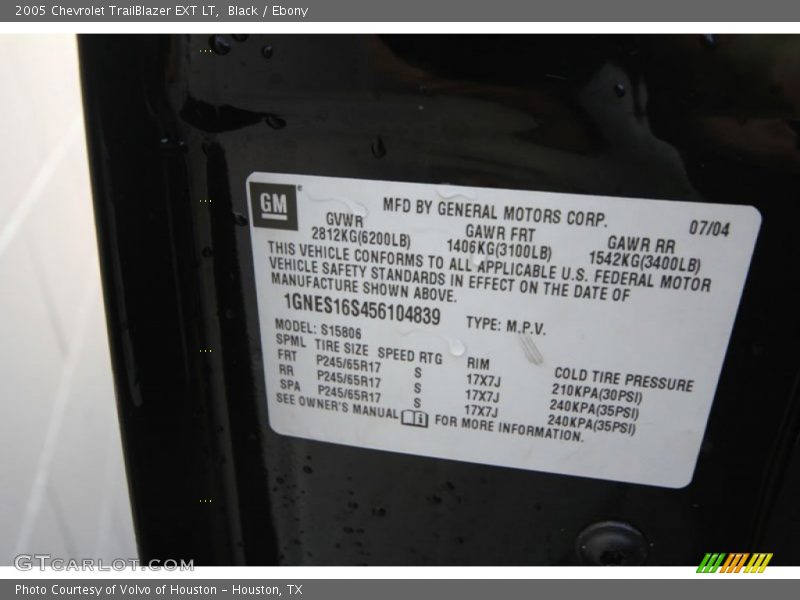 2005 Chevrolet TrailBlazer EXT LT, Black / Ebony
GM
MFD BY GENERAL MOTORS CORP. 07/04
GVWR GAWR FRT GAWR RR
2812KG(6200LB) 1406KG(3100LB) 1542KG(3400LB)
THIS VEHICLE CONFORMS TO ALL APPLICABLE U.S. FEDERAL MOTOR
VEHICLE SAFETY STANDARDS IN EFFECT ON THE DATE OF
MANUFACTURE SHOWN ABOVE.
1GNES16S456104839 TYPE: M.P.V.
MODEL: S15806
SPML TIRE SIZE SPEED RTG RIM COLD TIRE PRESSURE
FRT P245/65R17 S 17X7J 210KPA(30PSI)
RR P245/65R17 S 17X7J 240KPA(35PSI)
SPA P245/65R17 S 17X7J 240KPA(35PSI)
SEE OWNER'S MANUAL i FOR MORE INFORMATION.
GTCARLOT.COM
Photo Courtesy of Volvo of Houston - Houston, TX